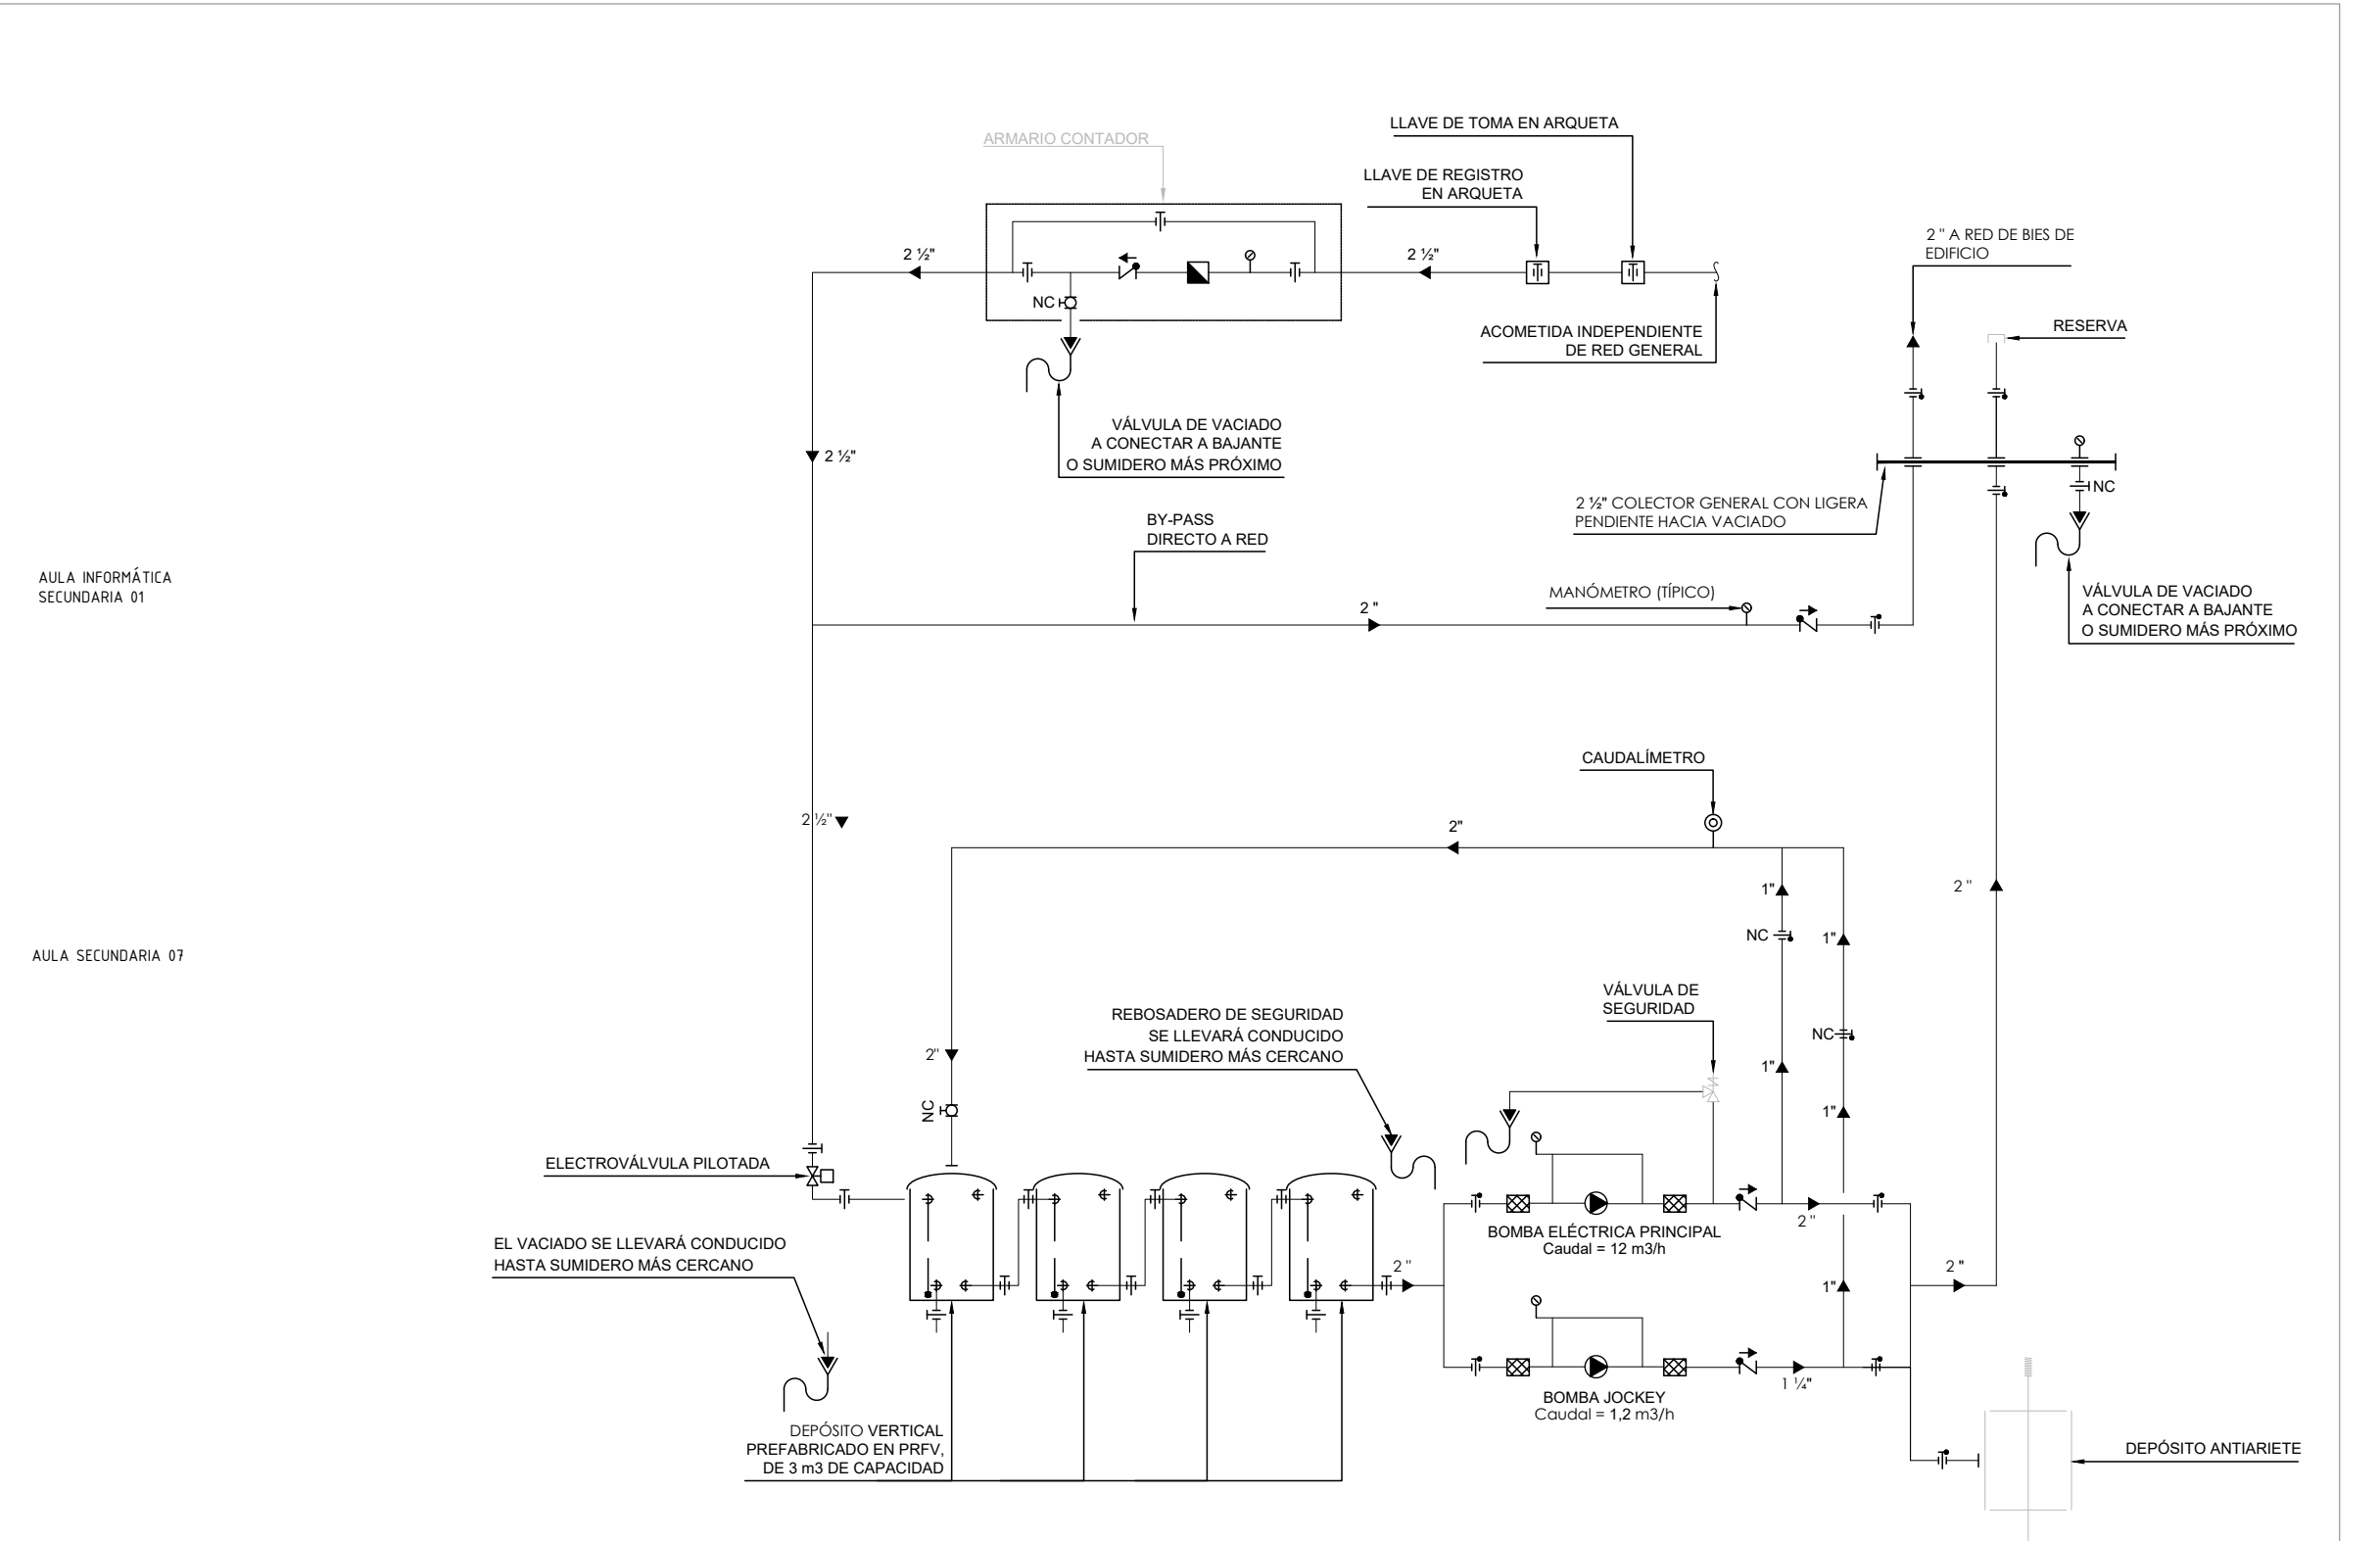 LLAVE DE TOMA EN ARQUETA
ARMARIO CONTADOR
LLAVE DE REGISTRO
EN ARQUETA
2 ½"
2 ½"
2 " A RED DE BIES DE
EDIFICIO
NC
ACOMETIDA INDEPENDIENTE
DE RED GENERAL
RESERVA
VÁLVULA DE VACIADO
A CONECTAR A BAJANTE
O SUMIDERO MÁS PRÓXIMO
2 ½"
NC
2 ½" COLECTOR GENERAL CON LIGERA
PENDIENTE HACIA VACIADO
BY-PASS
DIRECTO A RED
AULA INFORMÁTICA
SECUNDARIA 01
MANÓMETRO (TÍPICO)
2 "
VÁLVULA DE VACIADO
A CONECTAR A BAJANTE
O SUMIDERO MÁS PRÓXIMO
CAUDALÍMETRO
2 ½"
2"
1"
2 "
NC
1"
AULA SECUNDARIA 07
VÁLVULA DE
SEGURIDAD
REBOSADERO DE SEGURIDAD
SE LLEVARÁ CONDUCIDO
HASTA SUMIDERO MÁS CERCANO
NC
2"
1"
NC
1"
ELECTROVÁLVULA PILOTADA
2 "
BOMBA ELÉCTRICA PRINCIPAL
Caudal = 12 m3/h
EL VACIADO SE LLEVARÁ CONDUCIDO
HASTA SUMIDERO MÁS CERCANO
2 "
2 "
1"
1 ¼"
BOMBA JOCKEY
Caudal = 1,2 m3/h
DEPÓSITO VERTICAL
PREFABRICADO EN PRFV,
DE 3 m3 DE CAPACIDAD
DEPÓSITO ANTIARIETE